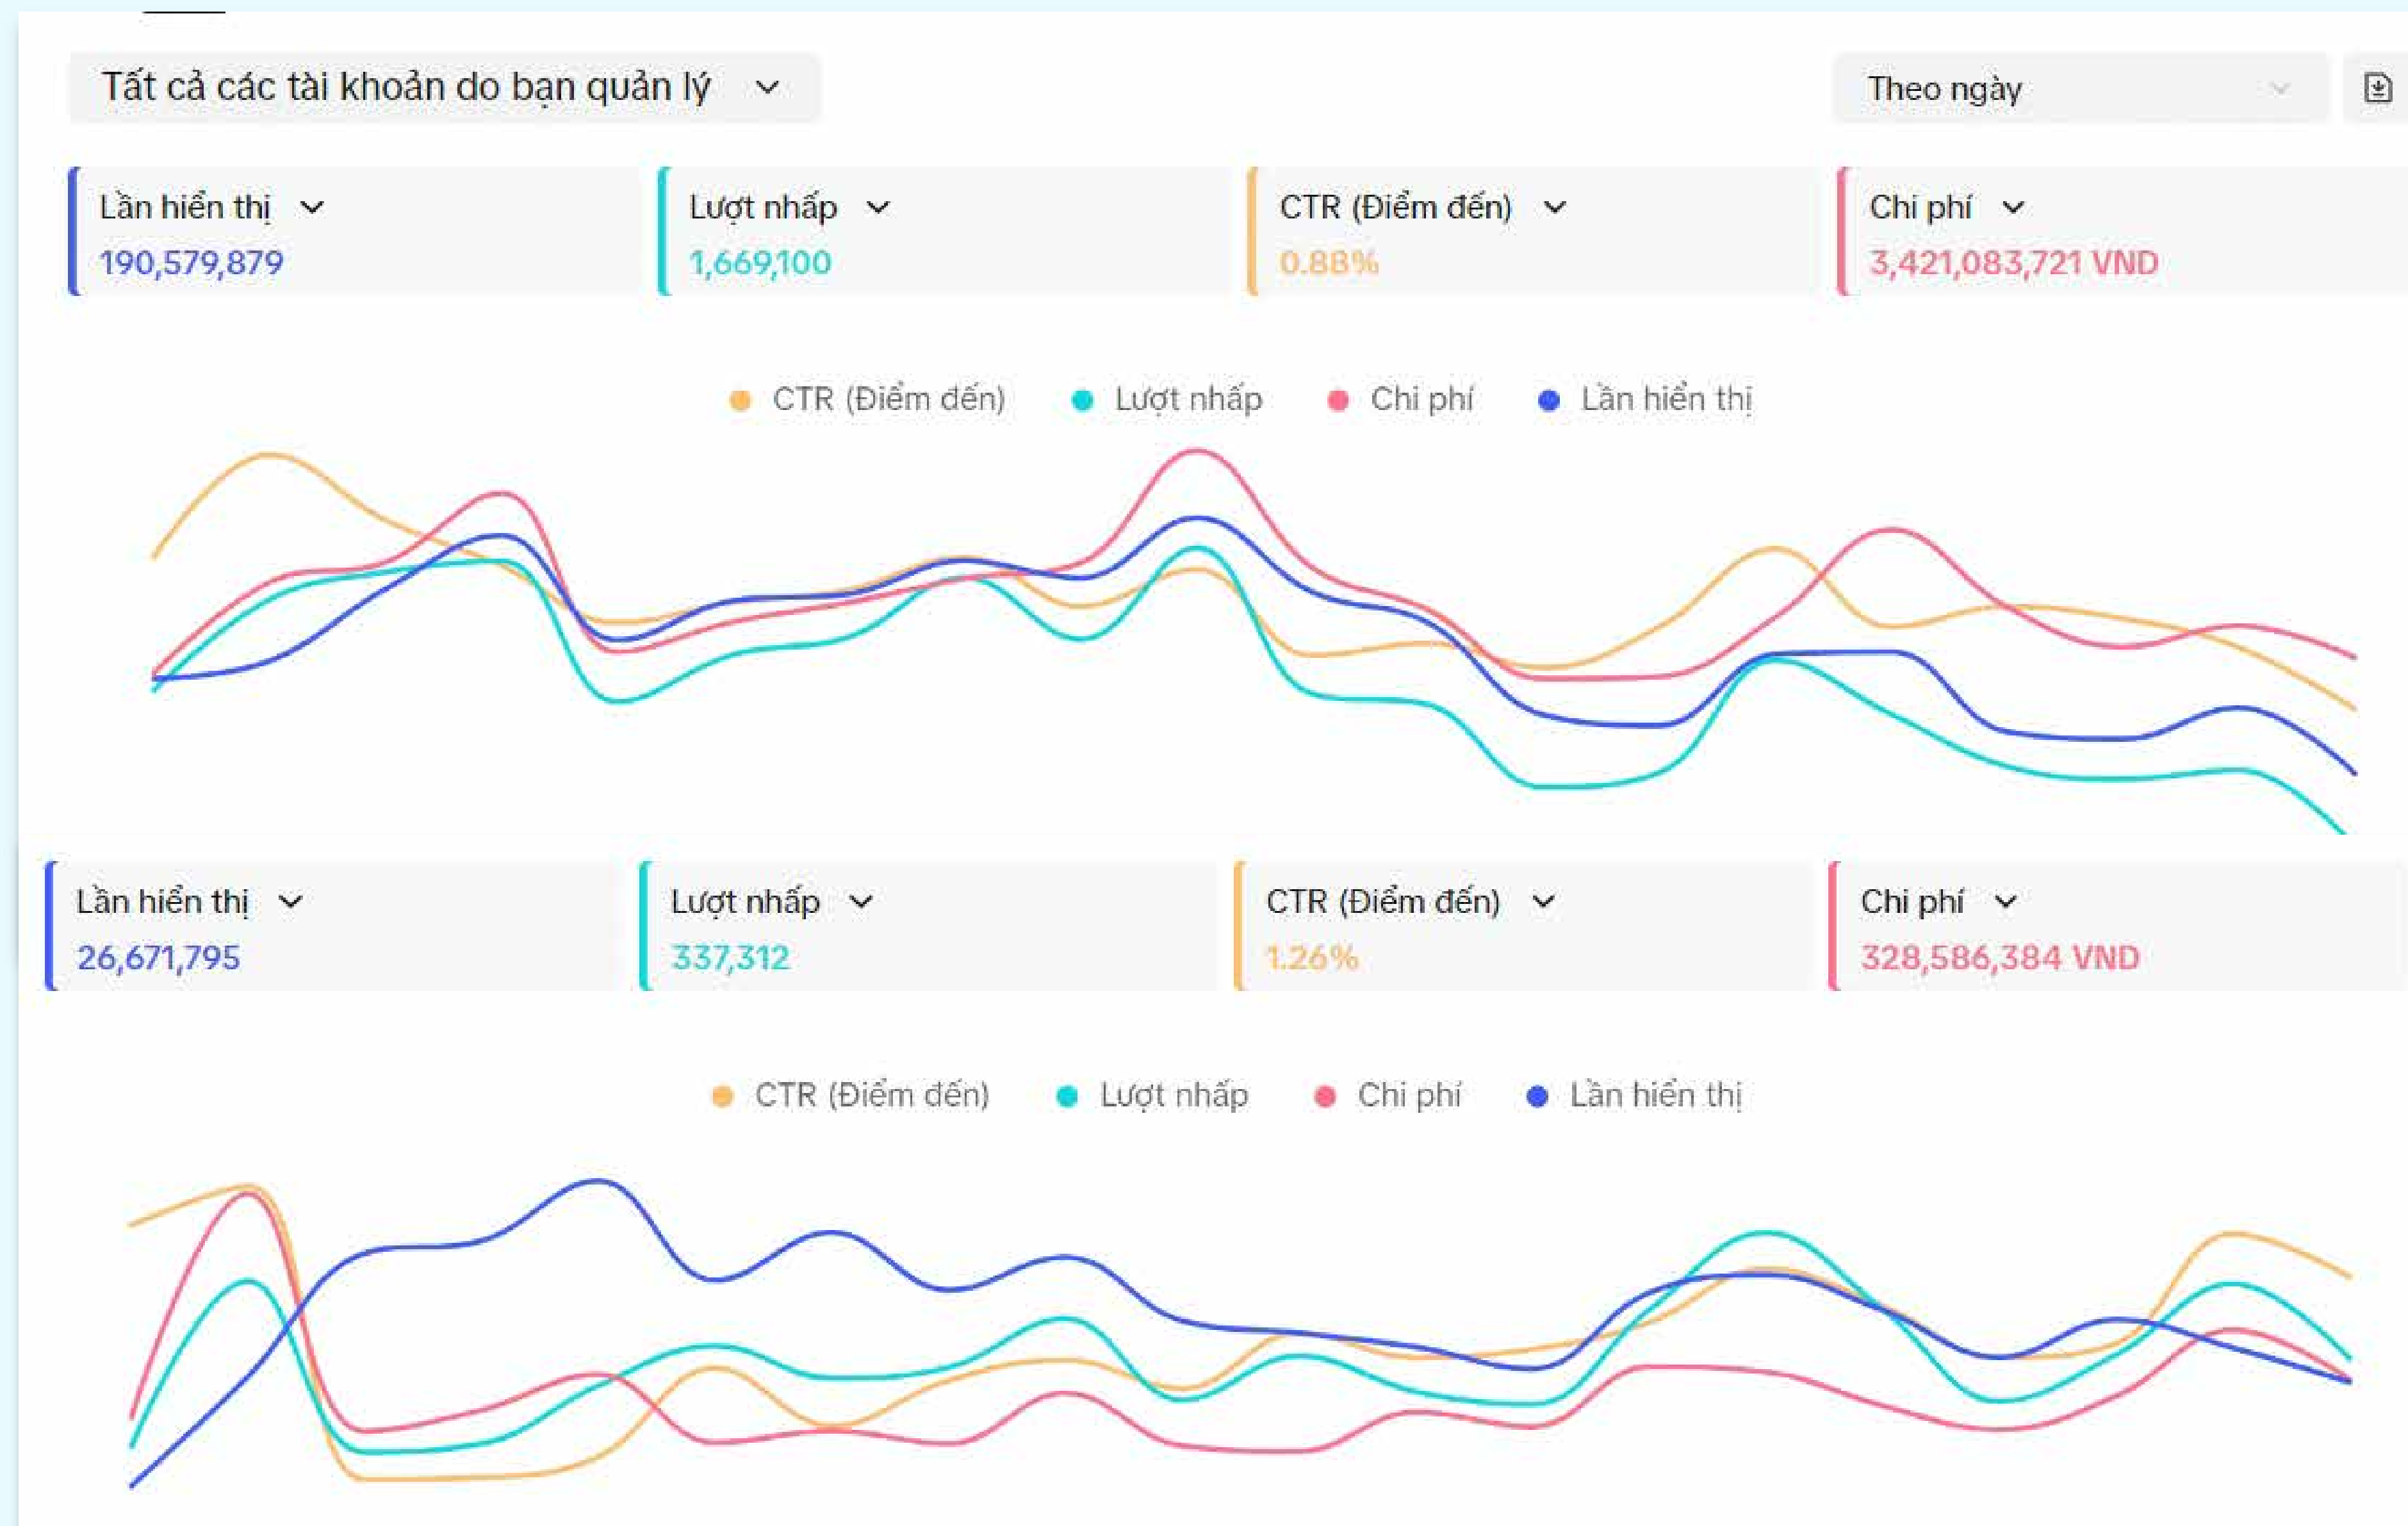 Tất cả các tài khoản do bạn quản lý
Theo ngày
Lần hiển thị
190,579,879
Lượt nhấp
1,669,100
CTR (Điểm đến)
0.88%
Chi phí
3,421,083,721 VND
CTR (Điểm đến) Lượt nhấp Chi phí Lần hiển thị
Lần hiển thị
26,671,795
Lượt nhấp
337,312
CTR (Điểm đến)
1.26%
Chi phí
328,586,384 VND
CTR (Điểm đến) Lượt nhấp Chi phí Lần hiển thị